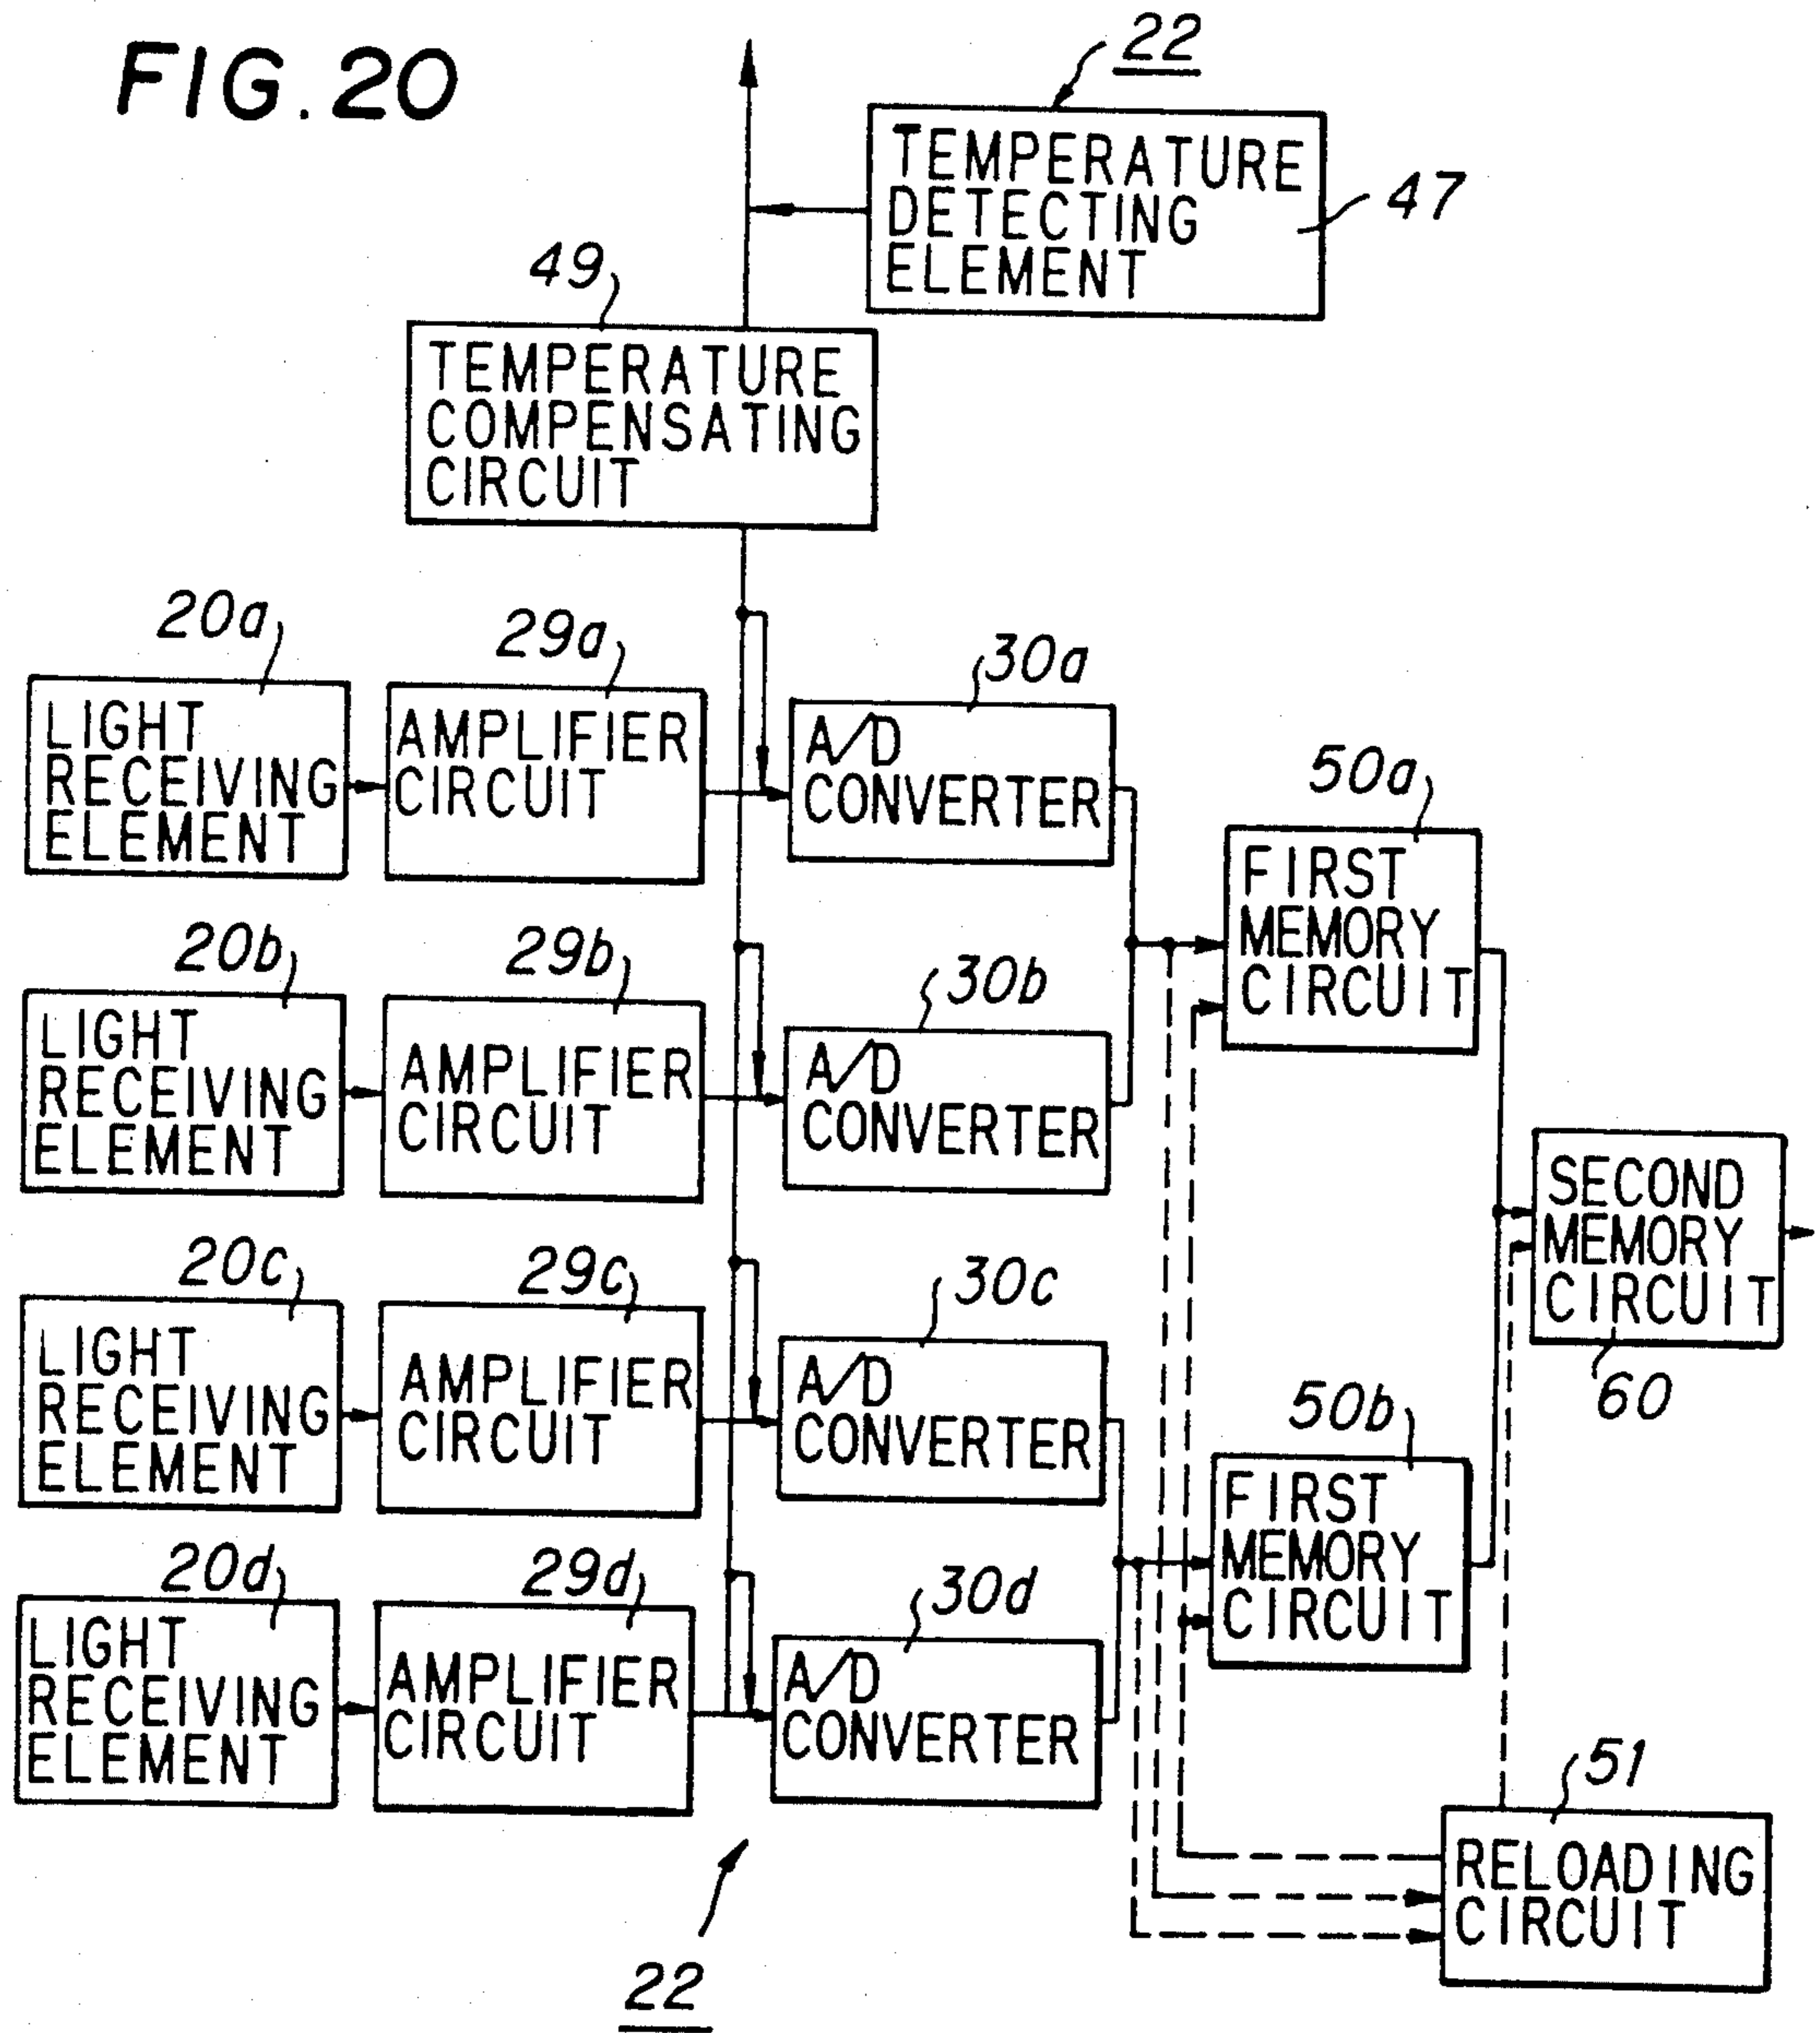 FIG. 20
22
TEMPERATURE
DETECTING
ELEMENT
47
49
TEMPERATURE
COMPENSATING
CIRCUIT
20a
29a
30a
LIGHT
RECEIVING
ELEMENT
AMPLIFIER
CIRCUIT
A/D
CONVERTER
50a
FIRST
MEMORY
CIRCUIT
20b
29b
30b
LIGHT
RECEIVING
ELEMENT
AMPLIFIER
CIRCUIT
A/D
CONVERTER
SECOND
MEMORY
CIRCUIT
60
20c
29c
30c
LIGHT
RECEIVING
ELEMENT
AMPLIFIER
CIRCUIT
A/D
CONVERTER
50b
FIRST
MEMORY
CIRCUIT
20d
29d
30d
LIGHT
RECEIVING
ELEMENT
AMPLIFIER
CIRCUIT
A/D
CONVERTER
51
RELOADING
CIRCUIT
22